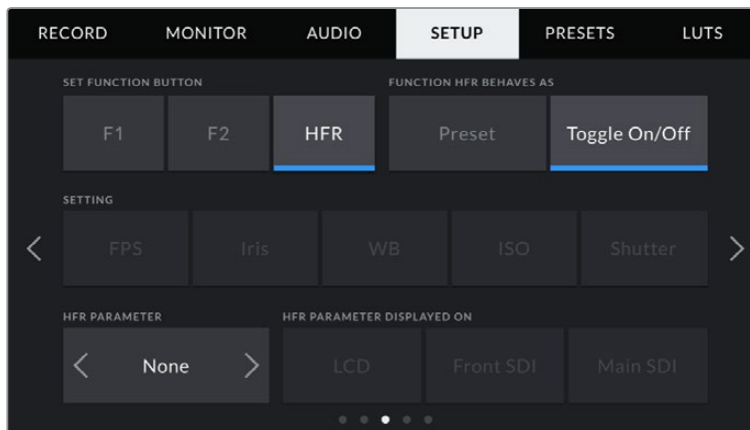 RECORD MONITOR AUDIO SETUP PRESETS LUTS
SET FUNCTION BUTTON FUNCTION HFR BEHAVES AS
F1 F2 HFR Preset Toggle On/Off
SETTING
FPS Iris WB ISO Shutter
HFR PARAMETER HFR PARAMETER DISPLAYED ON
None LCD Front SDI Main SDI